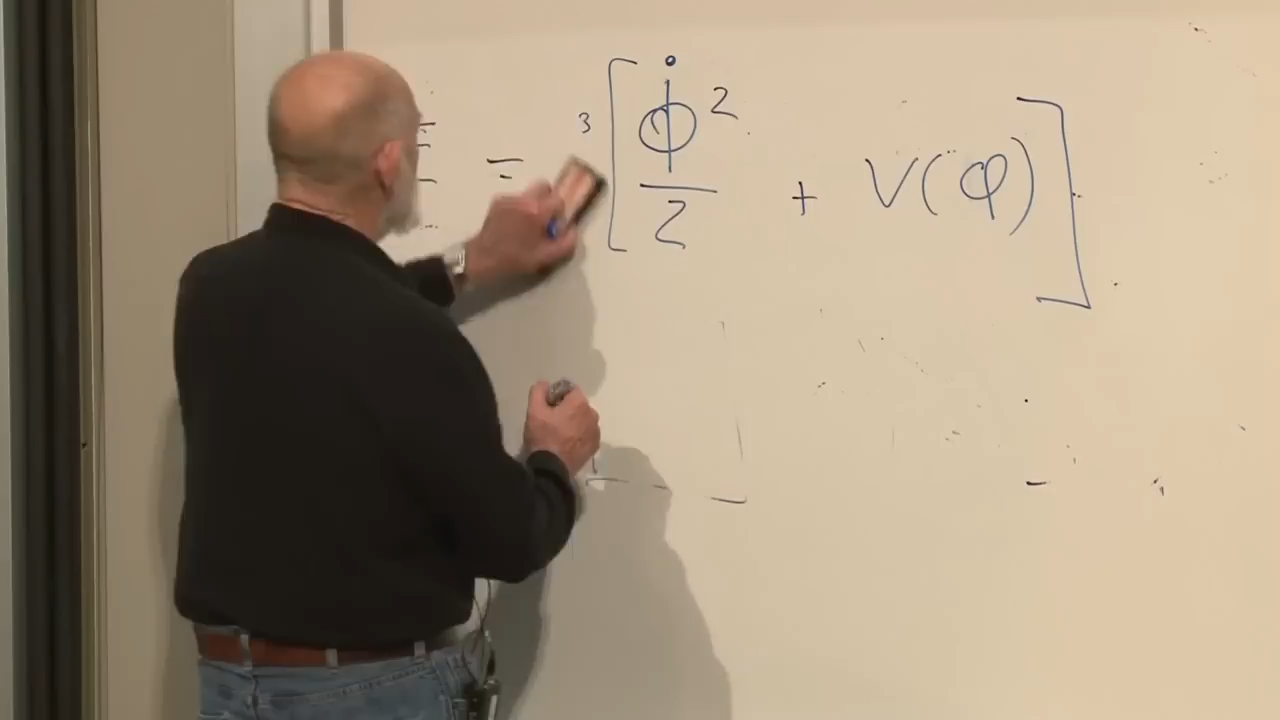 E = ³ [ φ̇² / 2 + V(φ) ]